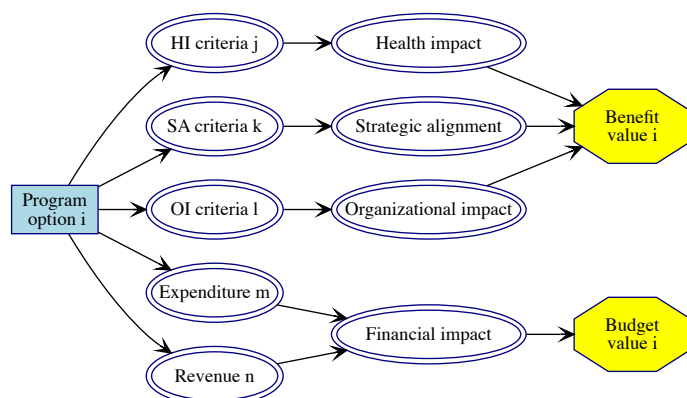 HI criteria j
Health impact
SA criteria k
Strategic alignment
Benefit
value i
Program
option i
OI criteria l
Organizational impact
Expenditure m
Financial impact
Budget
value i
Revenue n